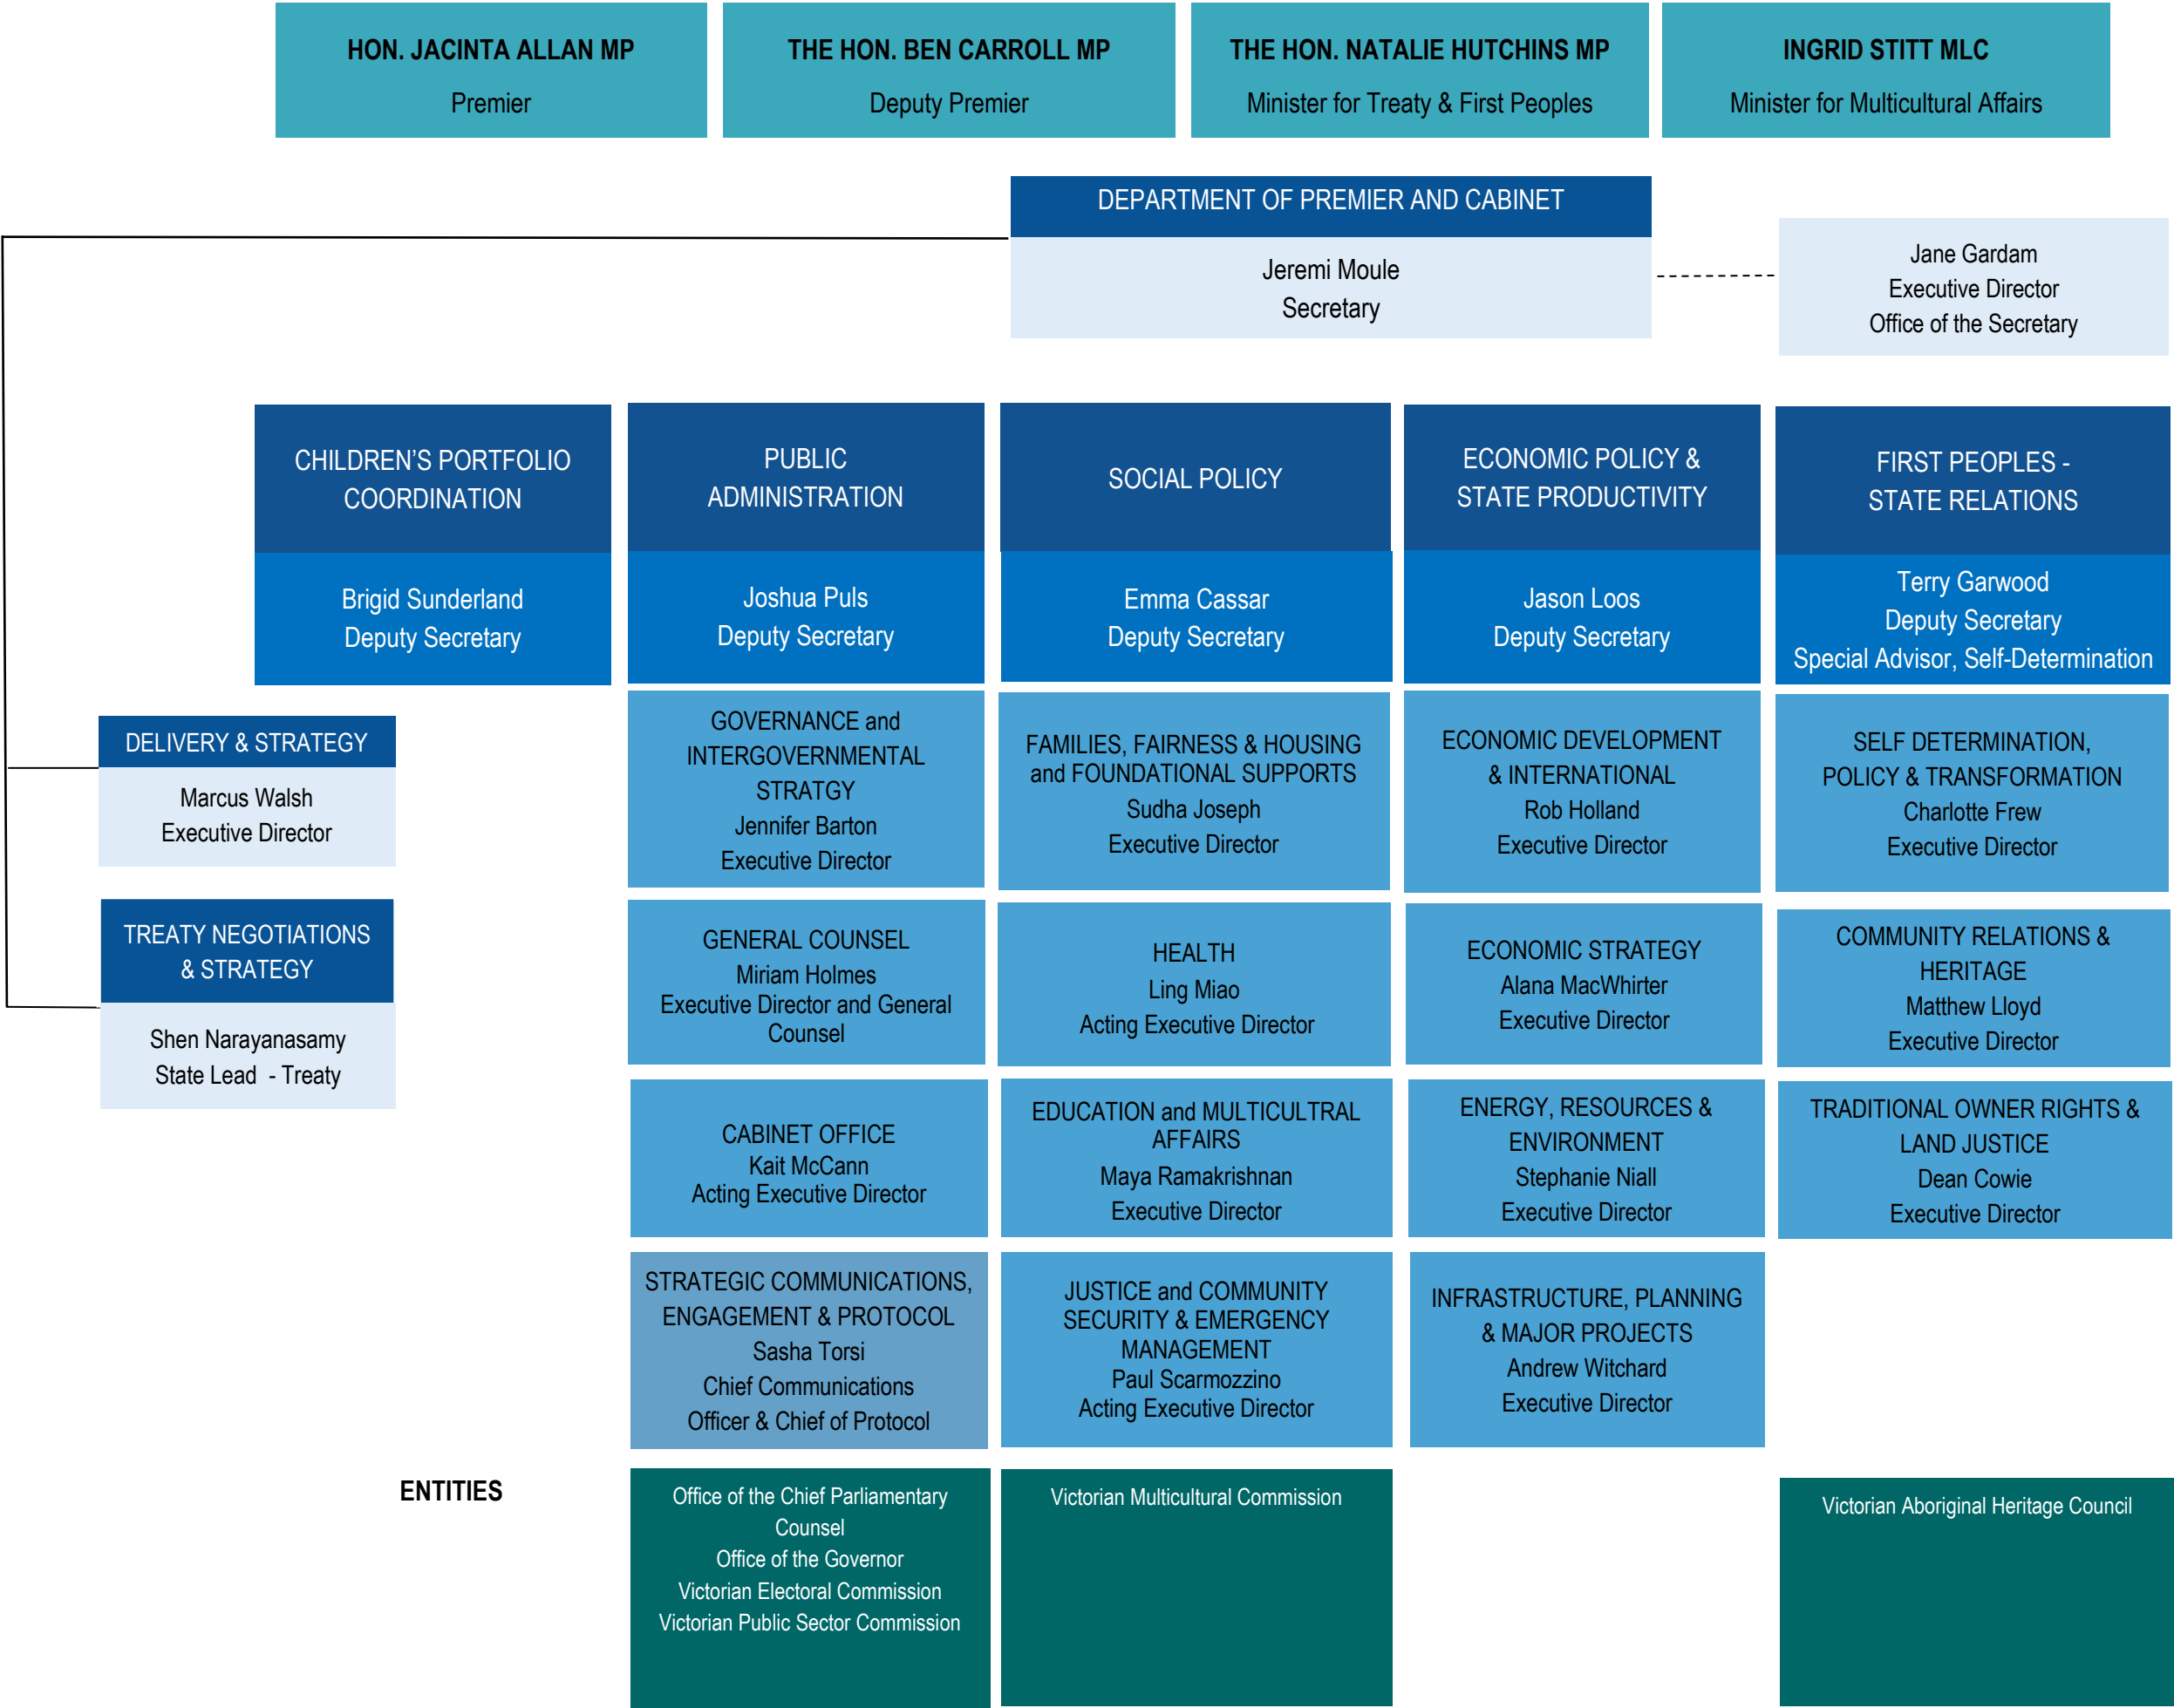 HON. JACINTA ALLAN MP
Premier
THE HON. BEN CARROLL MP
Deputy Premier
THE HON. NATALIE HUTCHINS MP
Minister for Treaty & First Peoples
INGRID STITT MLC
Minister for Multicultural Affairs
DEPARTMENT OF PREMIER AND CABINET
Jeremi Moule
Secretary
Jane Gardam
Executive Director
Office of the Secretary
CHILDREN'S PORTFOLIO
COORDINATION
Brigid Sunderland
Deputy Secretary
PUBLIC
ADMINISTRATION
Joshua Puls
Deputy Secretary
SOCIAL POLICY
Emma Cassar
Deputy Secretary
ECONOMIC POLICY &
STATE PRODUCTIVITY
Jason Loos
Deputy Secretary
FIRST PEOPLES -
STATE RELATIONS
Terry Garwood
Deputy Secretary
Special Advisor, Self-Determination
DELIVERY & STRATEGY
Marcus Walsh
Executive Director
TREATY NEGOTIATIONS
& STRATEGY
Shen Narayanasamy
State Lead - Treaty
GOVERNANCE and
INTERGOVERNMENTAL
STRATGY
Jennifer Barton
Executive Director
GENERAL COUNSEL
Miriam Holmes
Executive Director and General
Counsel
CABINET OFFICE
Kait McCann
Acting Executive Director
STRATEGIC COMMUNICATIONS,
ENGAGEMENT & PROTOCOL
Sasha Torsi
Chief Communications
Officer & Chief of Protocol
FAMILIES, FAIRNESS & HOUSING
and FOUNDATIONAL SUPPORTS
Sudha Joseph
Executive Director
HEALTH
Ling Miao
Acting Executive Director
EDUCATION and MULTICULTRAL
AFFAIRS
Maya Ramakrishnan
Executive Director
JUSTICE and COMMUNITY
SECURITY & EMERGENCY
MANAGEMENT
Paul Scarmozzino
Acting Executive Director
ECONOMIC DEVELOPMENT
& INTERNATIONAL
Rob Holland
Executive Director
ECONOMIC STRATEGY
Alana MacWhirter
Executive Director
ENERGY, RESOURCES &
ENVIRONMENT
Stephanie Niall
Executive Director
INFRASTRUCTURE, PLANNING
& MAJOR PROJECTS
Andrew Witchard
Executive Director
SELF DETERMINATION,
POLICY & TRANSFORMATION
Charlotte Frew
Executive Director
COMMUNITY RELATIONS &
HERITAGE
Matthew Lloyd
Executive Director
TRADITIONAL OWNER RIGHTS &
LAND JUSTICE
Dean Cowie
Executive Director
ENTITIES
Office of the Chief Parliamentary
Counsel
Office of the Governor
Victorian Electoral Commission
Victorian Public Sector Commission
Victorian Multicultural Commission
Victorian Aboriginal Heritage Council